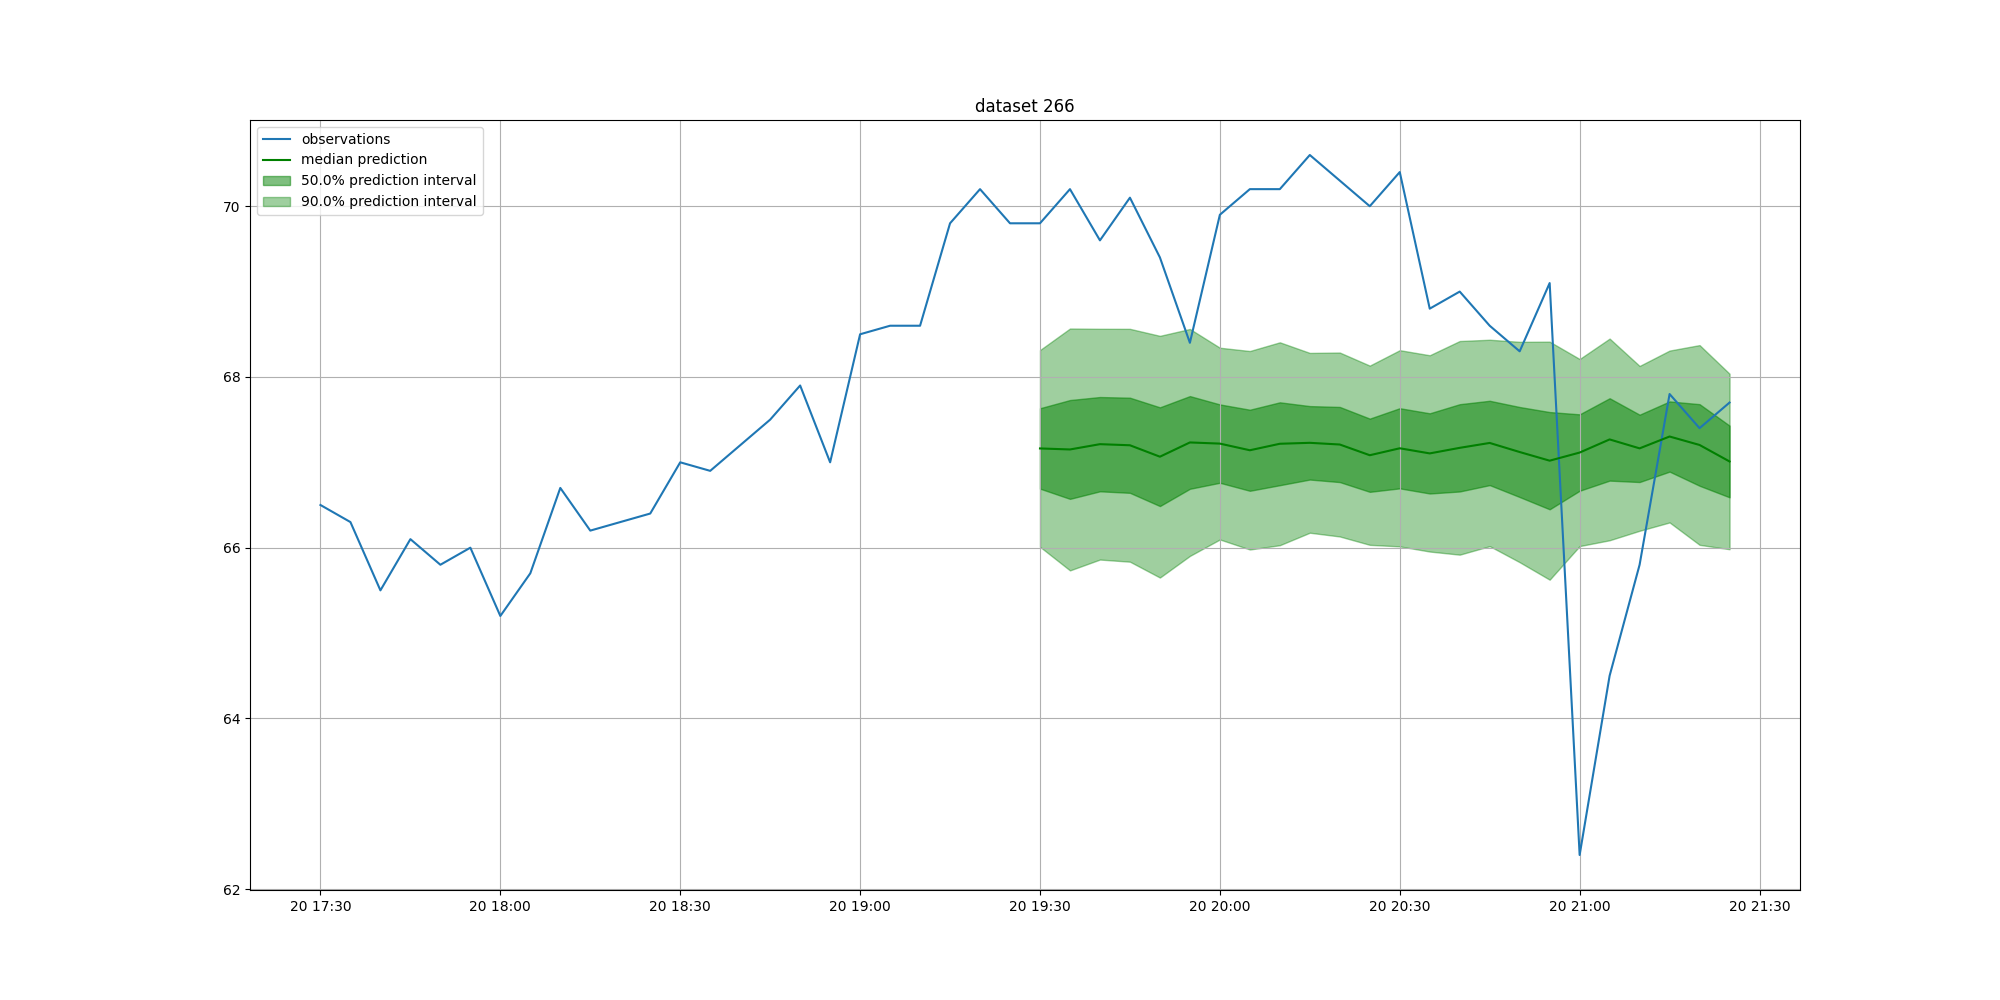 dataset 266
observations
median prediction
50.0% prediction interval
90.0% prediction interval
70
68
66
64
62
20 17:30
20 18:00
20 18:30
20 19:00
20 19:30
20 20:00
20 20:30
20 21:00
20 21:30